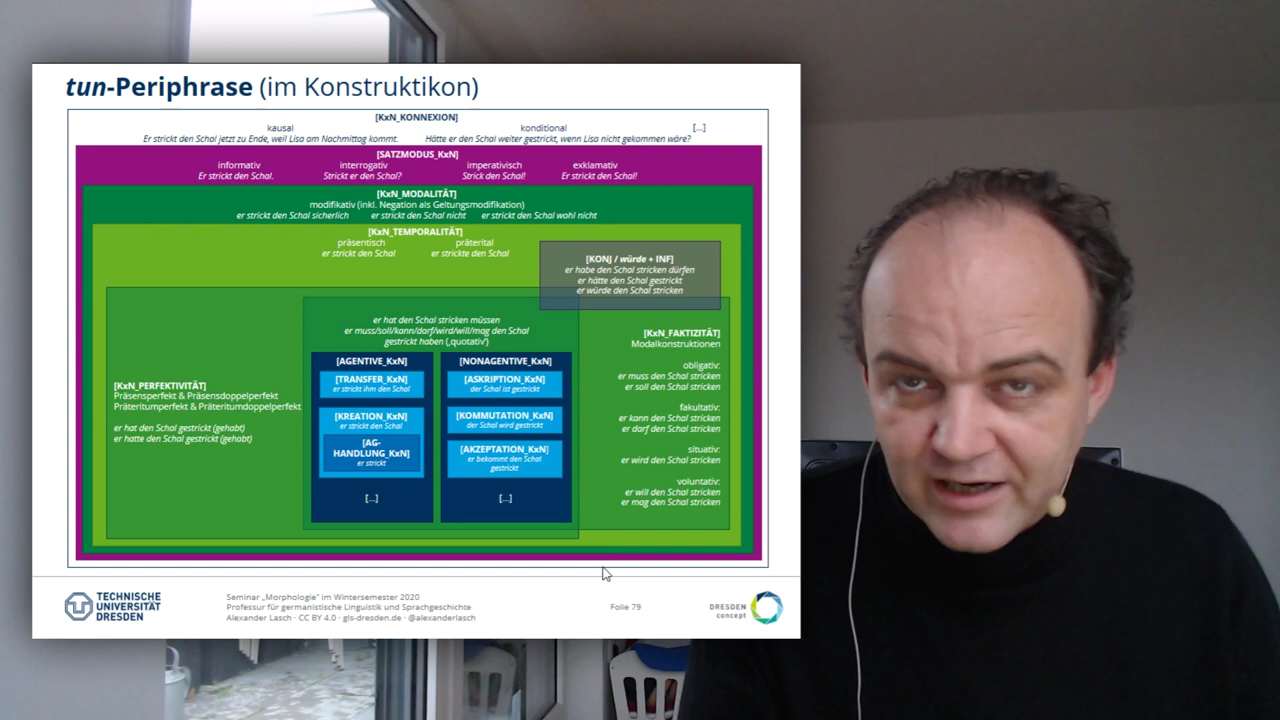 tun-Periphrase (im Konstruktikon)
[KxN_KONNEXION]
kausal
Er strickt den Schal jetzt zu Ende, weil Lisa am Nachmittag kommt.
konditional
Hätte er den Schal weiter gestrickt, wenn Lisa nicht gekommen wäre?
[...]
[SATZMODUS_KxN]
informativ
Er strickt den Schal.
interrogativ
Strickt er den Schal?
imperativisch
Strick den Schal!
exklamativ
Er strickt den Schal!
[KxN_MODALITÄT]
modifikativ (inkl. Negation als Geltungsmodifikation)
er strickt den Schal sicherlich
er strickt den Schal nicht
er strickt den Schal wohl nicht
[KxN_TEMPORALITÄT]
präsentisch
er strickt den Schal
präterital
er strickte den Schal
[KONJ / würde + INF]
er habe den Schal stricken dürfen
er hätte den Schal gestrickt
er würde den Schal stricken
[KxN_PERFEKTIVITÄT]
Präsensperfekt & Präsensdoppelperfekt
Präteritumperfekt & Präteritumdoppelperfekt
er hat den Schal gestrickt (gehabt)
er hatte den Schal gestrickt (gehabt)
er hat den Schal stricken müssen
er muss/soll/kann/darf/wird/will/mag den Schal
gestrickt haben (‚quotativ‘)
[AGENTIVE_KxN]
[TRANSFER_KxN]
er strickt ihm den Schal
[KREATION_KxN]
er strickt den Schal
[AG-
HANDLUNG_KxN]
er strickt
[...]
[NONAGENTIVE_KxN]
[ASKRIPTION_KxN]
der Schal ist gestrickt
[KOMMUTATION_KxN]
der Schal wird gestrickt
[AKZEPTATION_KxN]
er bekommt den Schal
gestrickt
[...]
[KxN_FAKTIZITÄT]
Modalkonstruktionen
obligativ:
er muss den Schal stricken
er soll den Schal stricken
fakultativ:
er kann den Schal stricken
er darf den Schal stricken
situativ:
er wird den Schal stricken
voluntativ:
er will den Schal stricken
er mag den Schal stricken
TECHNISCHE
UNIVERSITÄT
DRESDEN
Seminar „Morphologie" im Wintersemester 2020
Professur für germanistische Linguistik und Sprachgeschichte
Alexander Lasch · CC BY 4.0 · gls-dresden.de · @alexanderlasch
Folie 79
DRESDEN
concept